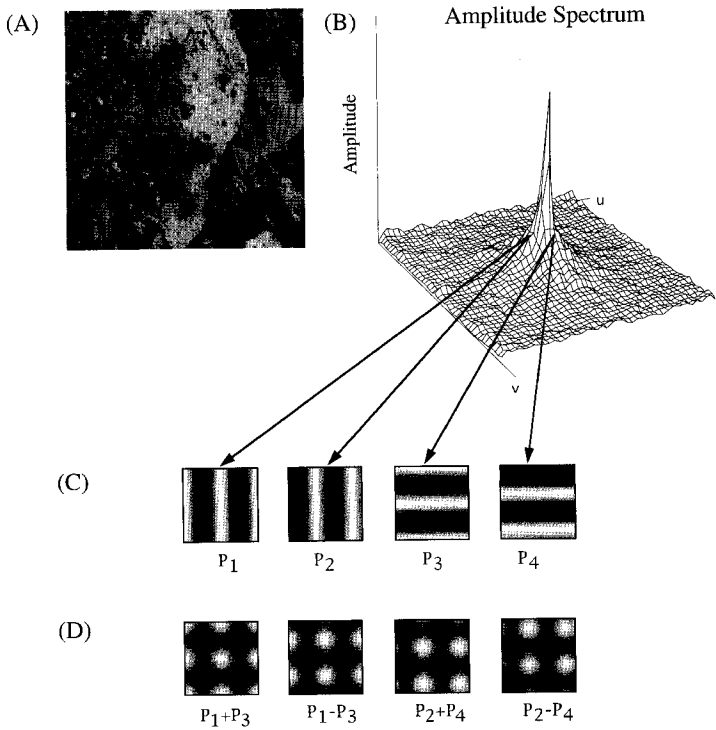 (A)
(B)
Amplitude Spectrum
Amplitude
u
v
(C)
P1
P2
P3
P4
(D)
P1+P3
P1-P3
P2+P4
P2-P4